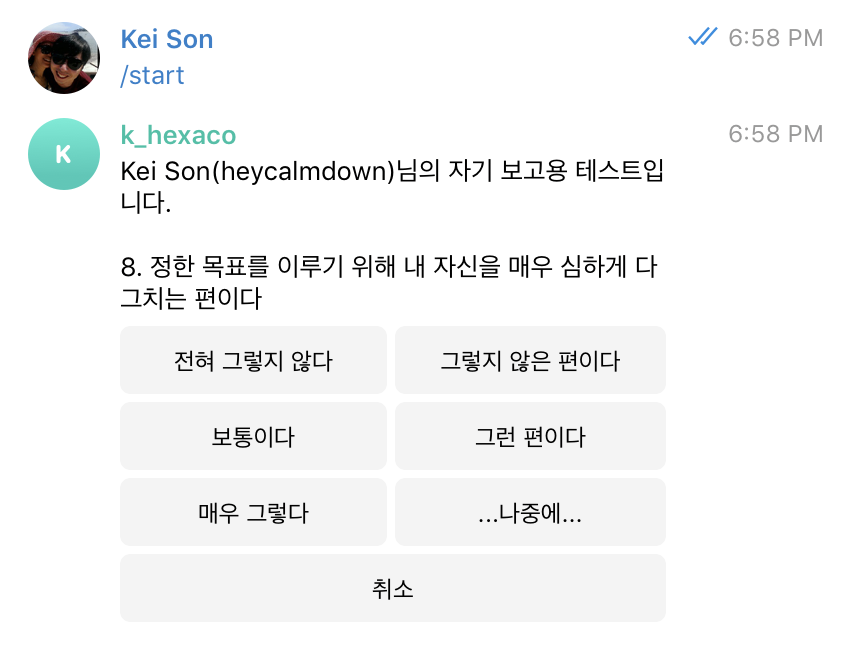 Kei Son
6:58 PM
/start
K
k_hexaco
6:58 PM
Kei Son(heycalmdown)님의 자기 보고용 테스트입
니다.
8. 정한 목표를 이루기 위해 내 자신을 매우 심하게 다
그치는 편이다
전혀 그렇지 않다
그렇지 않은 편이다
보통이다
그런 편이다
매우 그렇다
...나중에...
취소